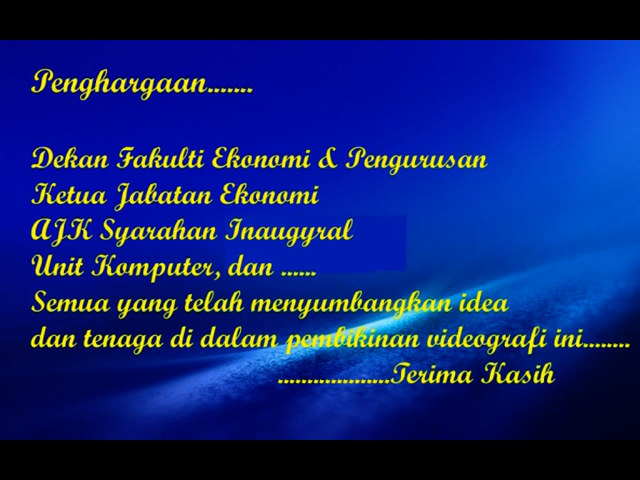 Penghargaan.......
Dekan Fakulti Ekonomi & Pengurusan
Ketua Jabatan Ekonomi
AJK Syarahan Inaugyral
Unit Komputer, dan ......
Semua yang telah menyumbangkan idea
dan tenaga di dalam pembikinan videografi ini........
...................Terima Kasih